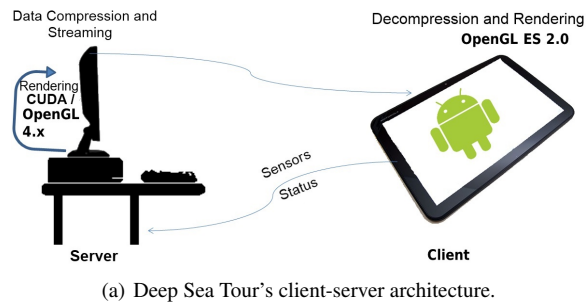 Data Compression and
Streaming
Decompression and Rendering
OpenGL ES 2.0
Rendering
CUDA /
OpenGL
4.x
Sensors
Status
Server
Client
(a) Deep Sea Tour's client-server architecture.